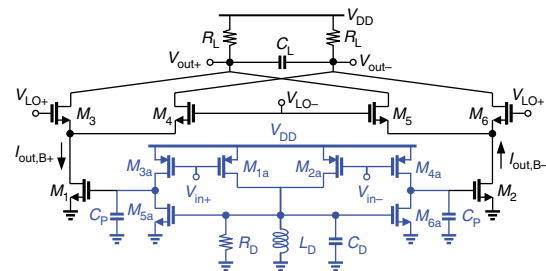 V_DD
R_L C_L R_L
V_out+ V_out–
V_LO+ V_LO– V_LO+
M_3 M_4 M_5 M_6
V_DD
I_out,B+ I_out,B–
M_3a M_1a M_2a M_4a
M_1 V_in+ V_in– M_2
C_P M_5a M_6a C_P
R_D L_D C_D